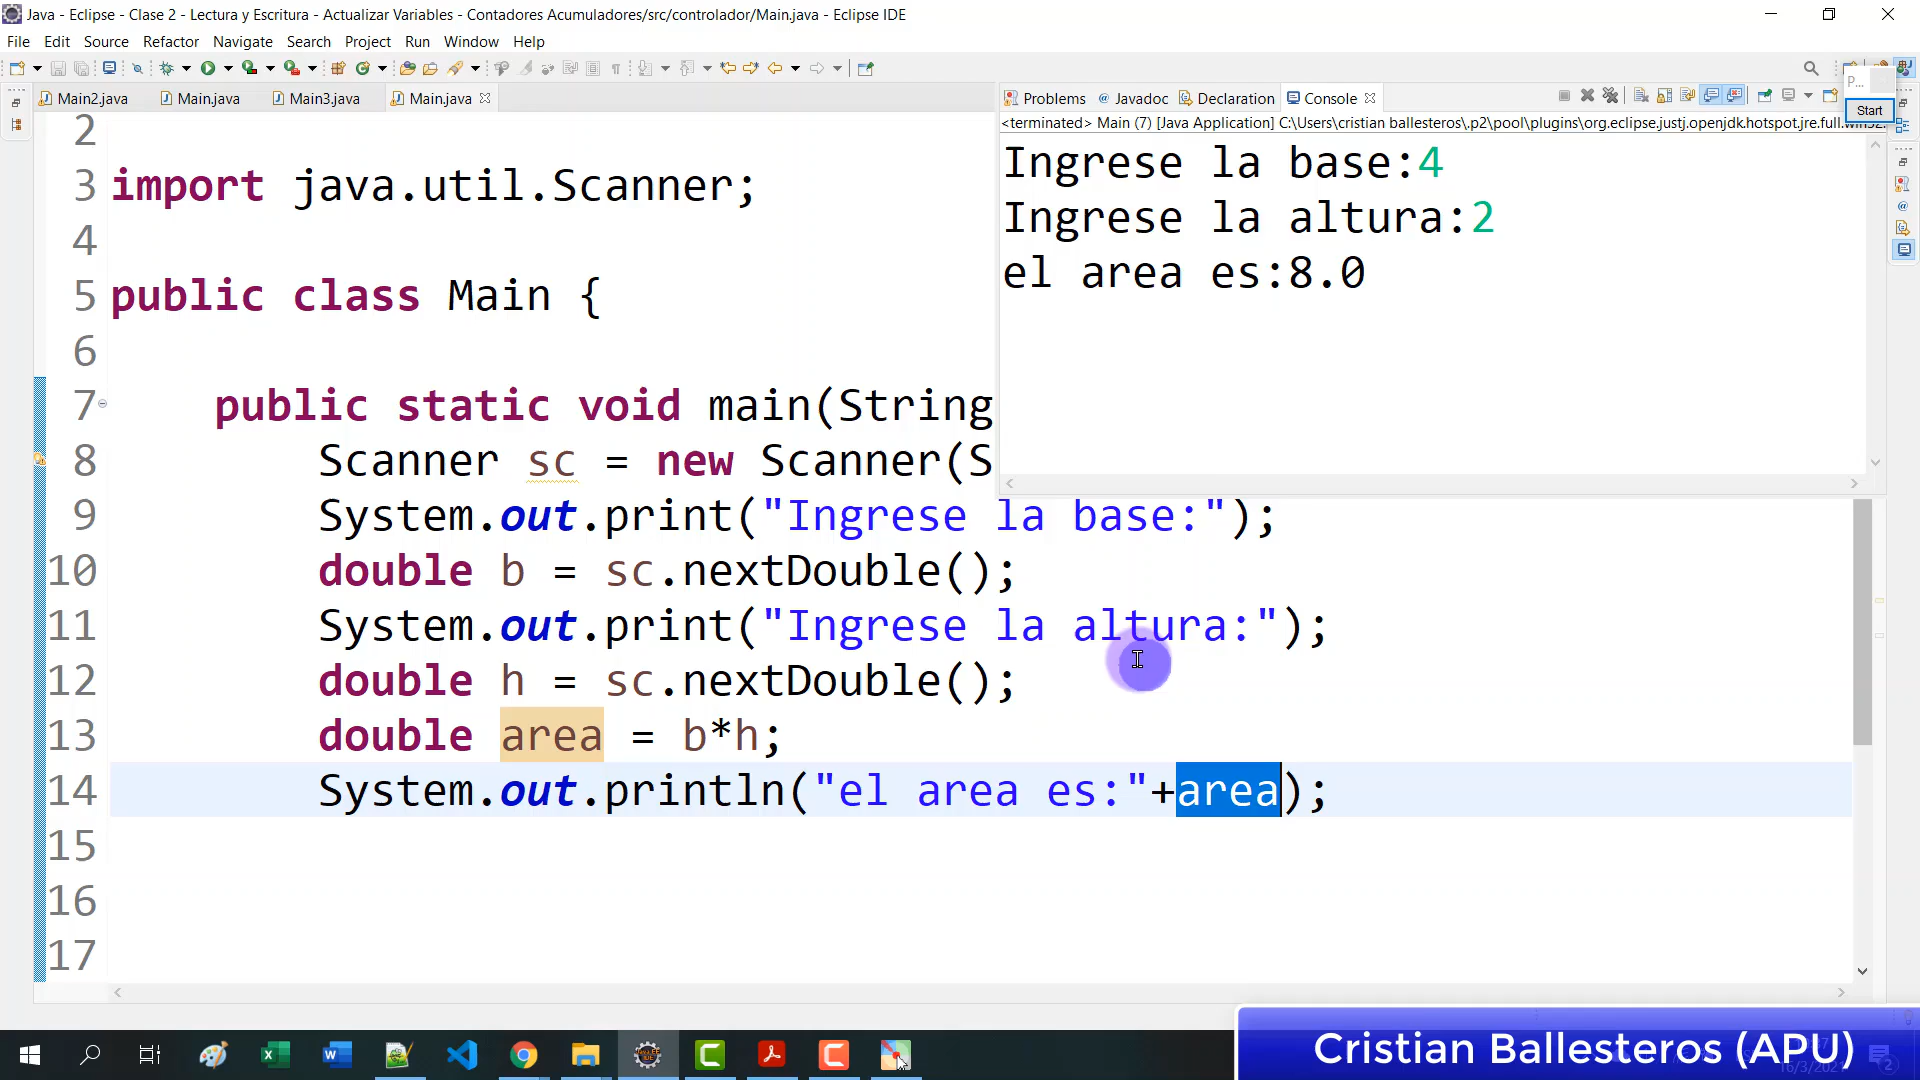 Java - Eclipse - Clase 2 - Lectura y Escritura - Actualizar Variables - Contadores Acumuladores/src/controlador/Main.java - Eclipse IDE
File Edit Source Refactor Navigate Search Project Run Window Help
Main2.java Main.java Main3.java Main.java
Problems Javadoc Declaration Console
P...
Start
<terminated> Main (7) [Java Application] C:\Users\cristian ballesteros\.p2\pool\plugins\org.eclipse.justj.openjdk.hotspot.jre.full.win32.
Ingrese la base:4
Ingrese la altura:2
el area es:8.0
2
3 import java.util.Scanner;
4
5 public class Main {
6
7 public static void main(String
8 Scanner sc = new Scanner(S
9 System.out.print("Ingrese la base:");
10 double b = sc.nextDouble();
11 System.out.print("Ingrese la altura:");
12 double h = sc.nextDouble();
13 double area = b*h;
14 System.out.println("el area es:"+area);
15
16
17
Cristian Ballesteros (APU)